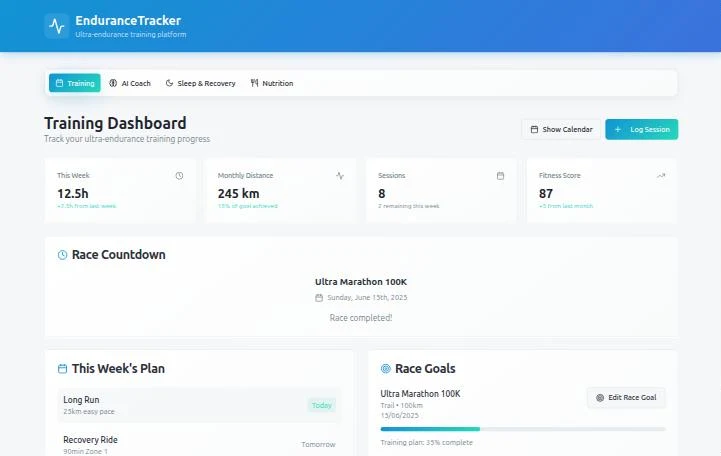 EnduranceTracker
Ultra-endurance training platform
Training AI Coach Sleep & Recovery Nutrition
Training Dashboard
Track your ultra-endurance training progress
Show Calendar
+ Log Session
This Week
12.5h
from last week
Monthly Distance
245 km
of goal achieved
Sessions
8
2 remaining this week
Fitness Score
87
from last month
Race Countdown
Ultra Marathon 100K
Sunday, June 15th, 2025
Race completed!
This Week's Plan
Long Run
25km easy pace
Today
Recovery Ride
90min Zone 1
Tomorrow
Race Goals
Ultra Marathon 100K
Trail • 100km
15/06/2025
Edit Race Goal
Training plan: 35% complete